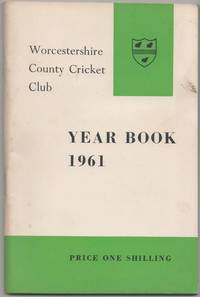 Worcestershire
County Cricket
Club
YEAR BOOK
1961
PRICE ONE SHILLING